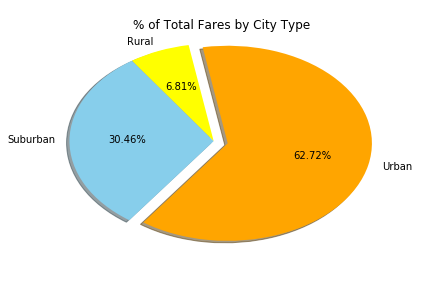 % of Total Fares by City Type
Rural
6.81%
Suburban
30.46%
62.72%
Urban